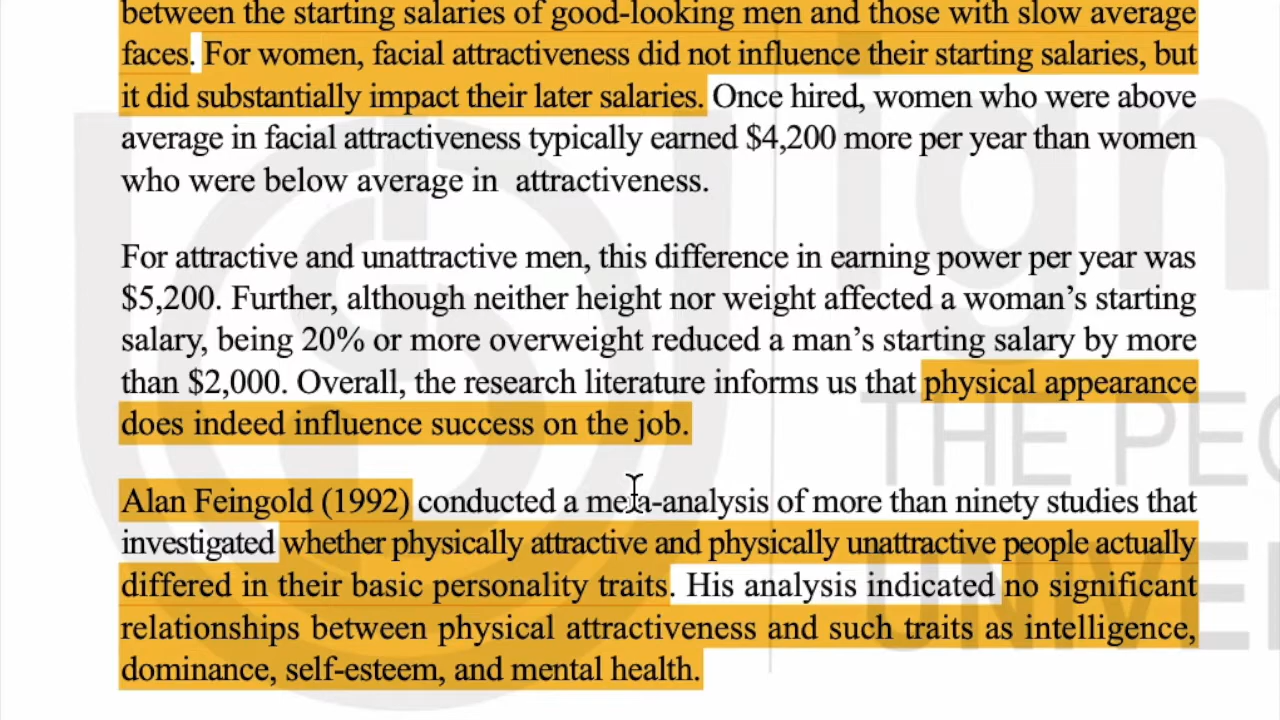 between the starting salaries of good-looking men and those with slow average
faces. For women, facial attractiveness did not influence their starting salaries, but
it did substantially impact their later salaries. Once hired, women who were above
average in facial attractiveness typically earned $4,200 more per year than women
who were below average in attractiveness.
For attractive and unattractive men, this difference in earning power per year was
$5,200. Further, although neither height nor weight affected a woman's starting
salary, being 20% or more overweight reduced a man's starting salary by more
than $2,000. Overall, the research literature informs us that physical appearance
does indeed influence success on the job.
Alan Feingold (1992) conducted a meta-analysis of more than ninety studies that
investigated whether physically attractive and physically unattractive people actually
differed in their basic personality traits. His analysis indicated no significant
relationships between physical attractiveness and such traits as intelligence,
dominance, self-esteem, and mental health.
ign
THE PEO
UNIVER